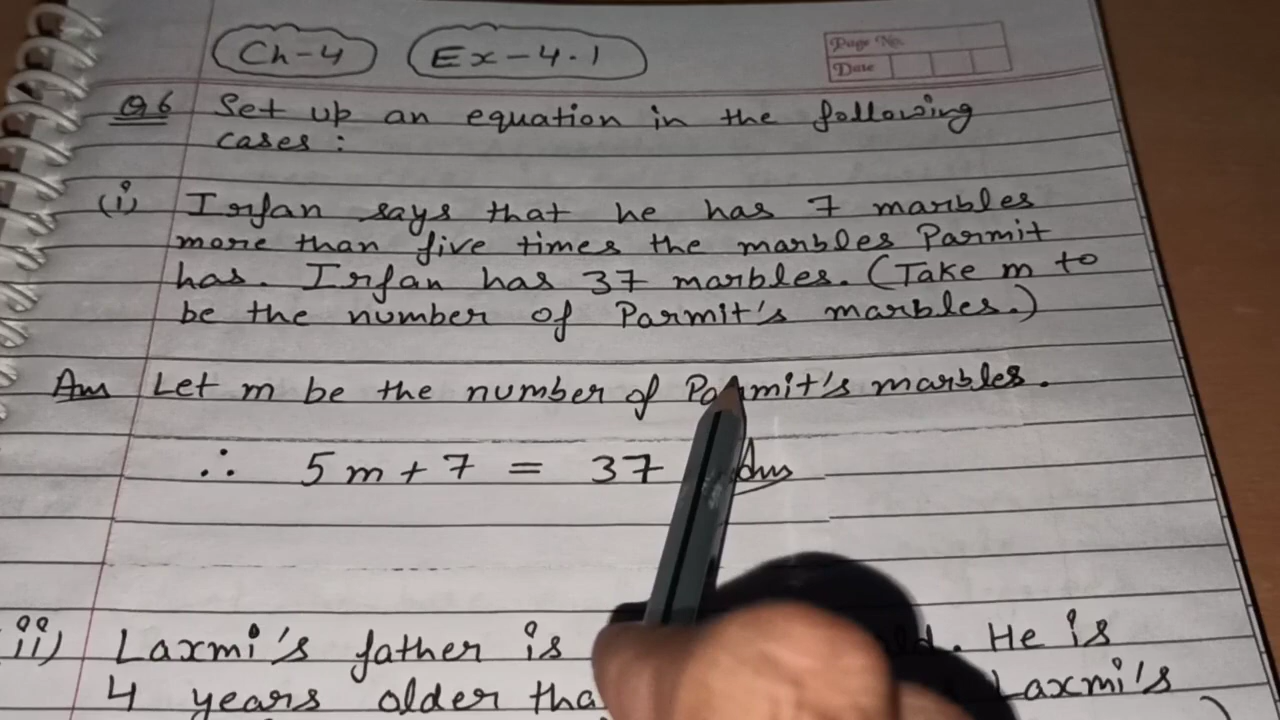 Ch-4 Ex-4.1
Page No.
Date
Q6 Set up an equation in the following
cases:
(i) Irfan says that he has 7 marbles
more than five times the marbles Parmit
has. Irfan has 37 marbles. (Take m to
be the number of Parmit's marbles.)
Ans Let m be the number of Parmit's marbles.
∴ 5m+7 = 37 Ans
ii) Laxmi's father is He is
4 years older Laxmi's